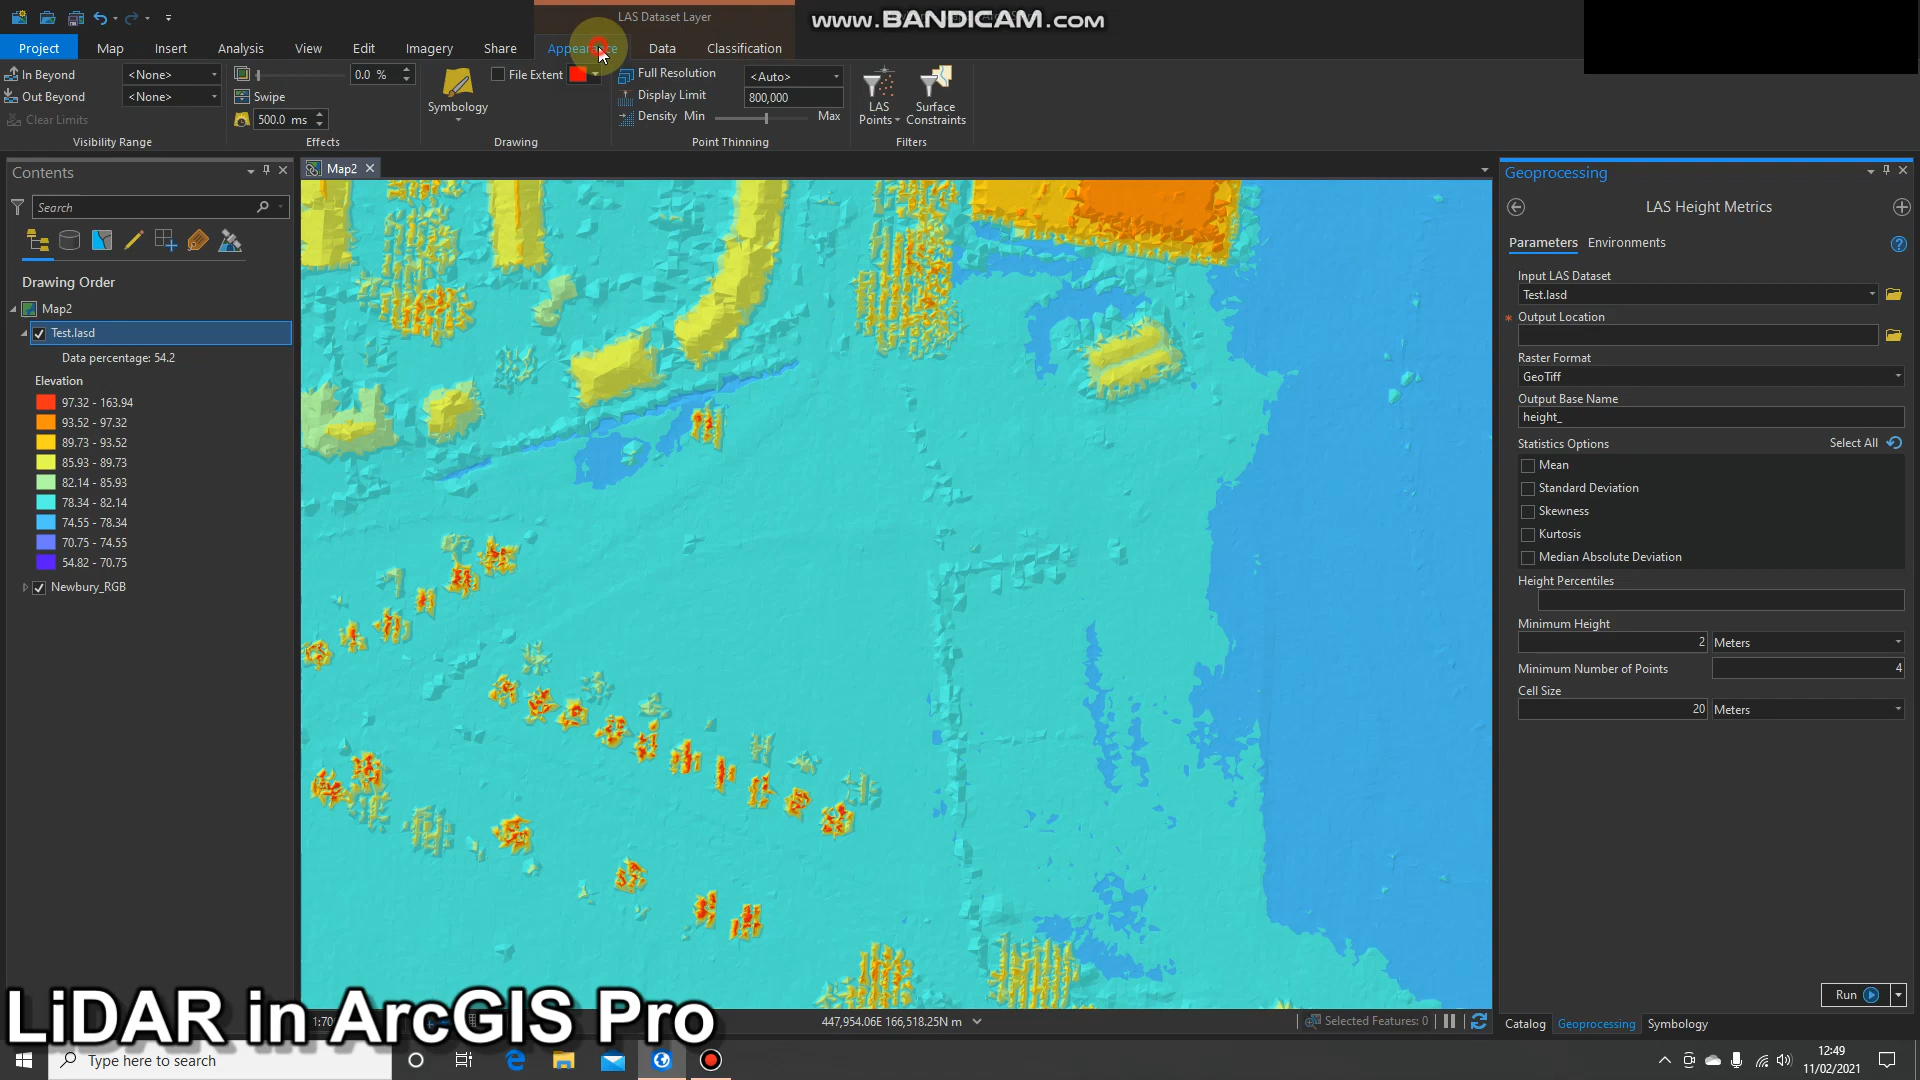 LAS Dataset Layer
www.BANDICAM.com
Project Map Insert Analysis View Edit Imagery Share Appearance Data Classification
In Beyond <None>
Out Beyond <None>
Clear Limits
Visibility Range
0.0 %
Swipe
500.0 ms
Effects
Symbology
File Extent
Drawing
Full Resolution <Auto>
Display Limit 800,000
Density Min Max
Point Thinning
LAS Points
Surface Constraints
Filters
Contents
Search
Drawing Order
Map2
Test.lasd
Data percentage: 54.2
Elevation
97.32 - 163.94
93.52 - 97.32
89.73 - 93.52
85.93 - 89.73
82.14 - 85.93
78.34 - 82.14
74.55 - 78.34
70.75 - 74.55
54.82 - 70.75
Newbury_RGB
Map2
Geoprocessing
LAS Height Metrics
Parameters Environments
Input LAS Dataset
Test.lasd
* Output Location
Raster Format
GeoTiff
Output Base Name
height_
Statistics Options Select All
Mean
Standard Deviation
Skewness
Kurtosis
Median Absolute Deviation
Height Percentiles
Minimum Height
2 Meters
Minimum Number of Points 4
Cell Size
20 Meters
Run
Catalog Geoprocessing Symbology
1:70
447,954.06E 166,518.25N m
Selected Features: 0
LiDAR in ArcGIS Pro
Type here to search
12:49
11/02/2021